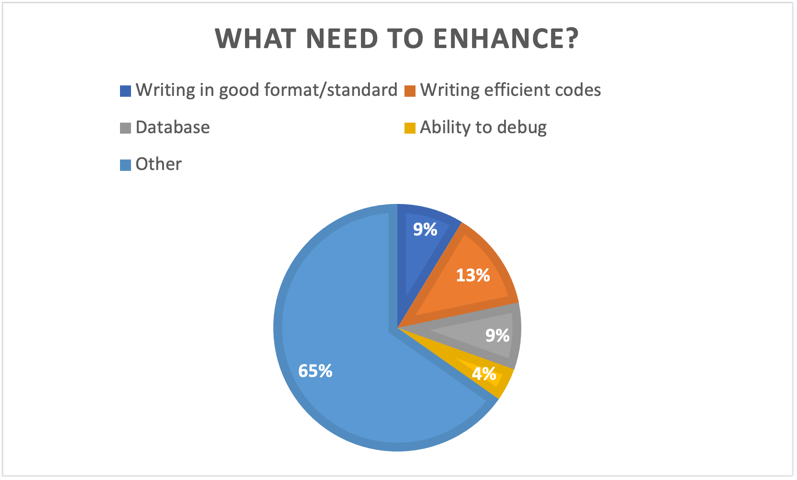 WHAT NEED TO ENHANCE?
Writing in good format/standard Writing efficient codes
Database Ability to debug
Other
9%
13%
9%
4%
65%